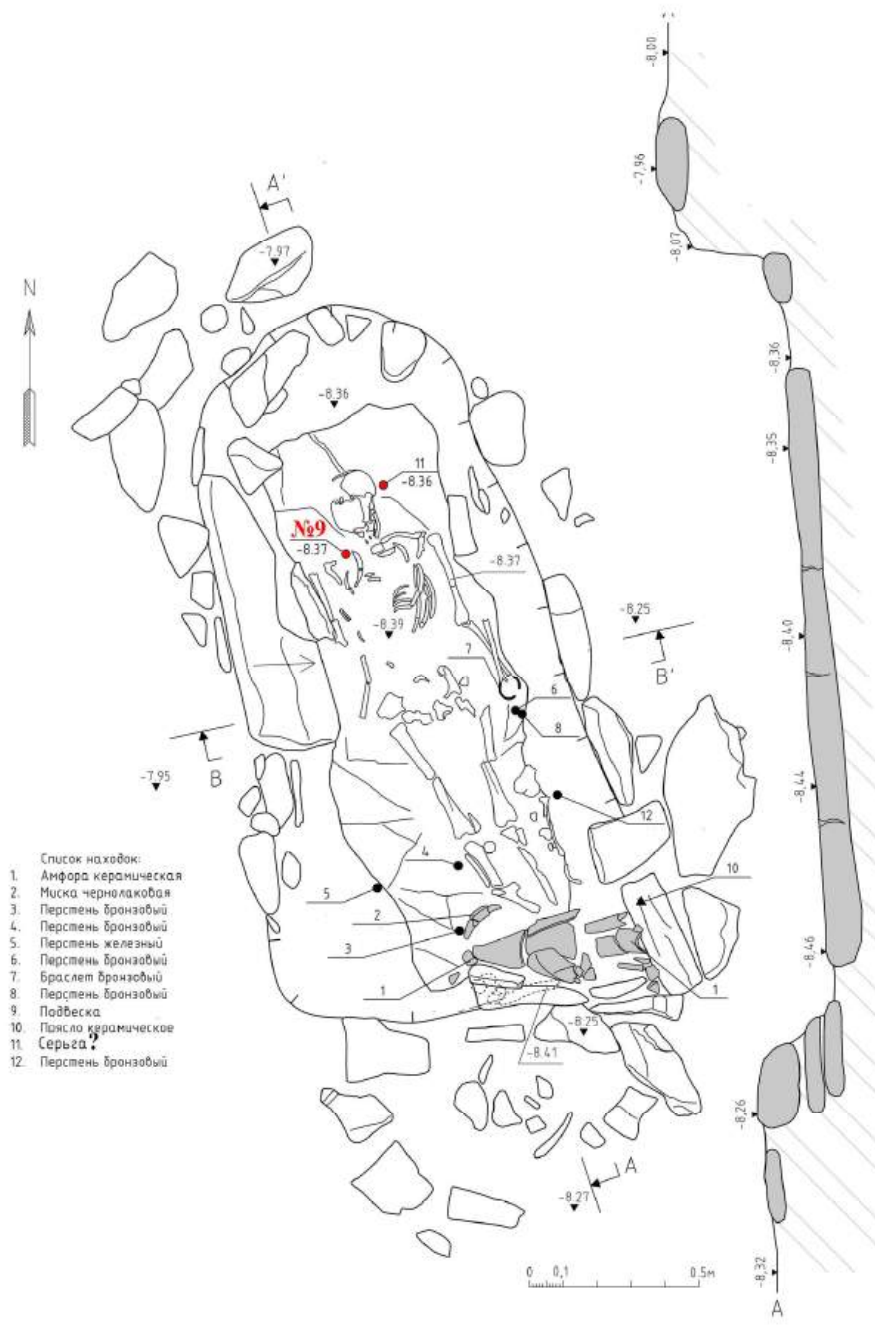 -8,00
-7,96
A'
-8,07
-7.97
N
-8,36
-8.36
11
-8,35
-8.36
№9
-8.37
-8.37
-8.39
-8.25
-8,40
7
6
B'
8
B
-7.95
-8,44
12
4
10
5
2
3
-8,46
1
1
-8.25
-8.41
Список находок:
1. Амфора керамическая
2. Миска чернолаковая
3. Перстень бронзовый
4. Перстень бронзовый
5. Перстень железный
6. Перстень бронзовый
7. Браслет бронзовый
8. Перстень бронзовый
9. Подвеска
10. Прясло керамическое
11. Серьга?
12. Перстень бронзовый
-8,26
A
-8.27
0 0,1 0.5м
-8,32
A